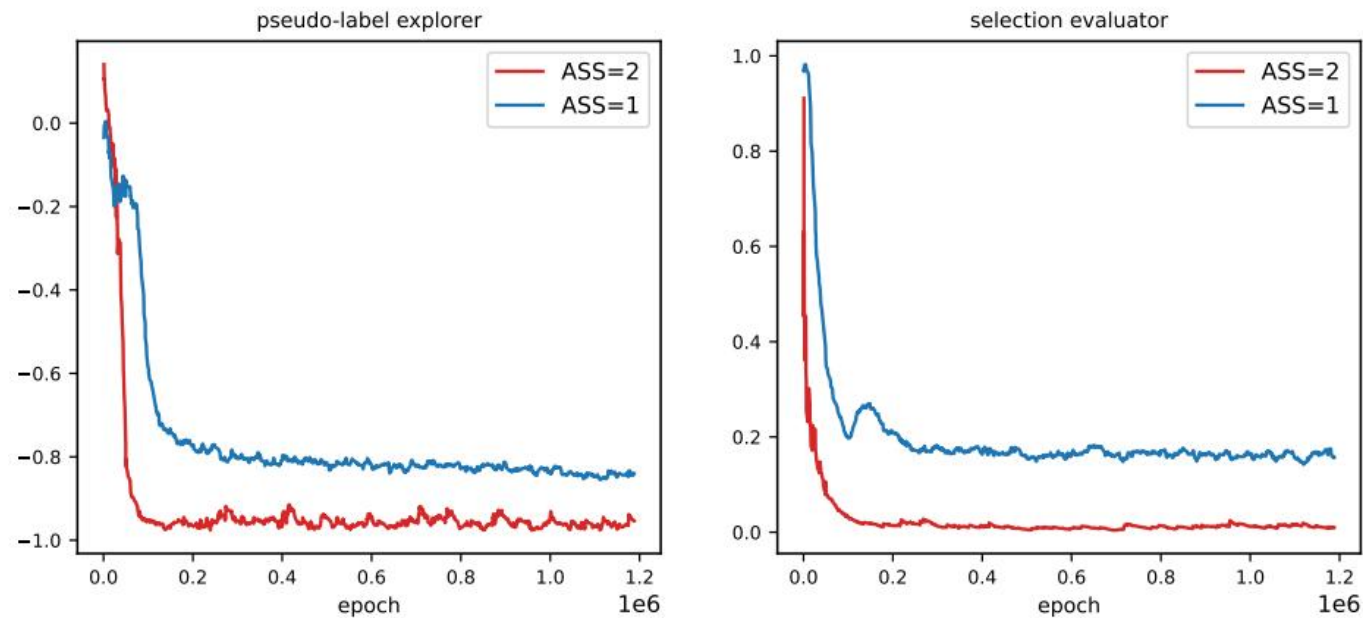 pseudo-label explorer
ASS=2
ASS=1
0.0
−0.2
−0.4
−0.6
−0.8
−1.0
0.0 0.2 0.4 0.6 0.8 1.0 1.2
epoch 1e6
selection evaluator
ASS=2
ASS=1
1.0
0.8
0.6
0.4
0.2
0.0
0.0 0.2 0.4 0.6 0.8 1.0 1.2
epoch 1e6